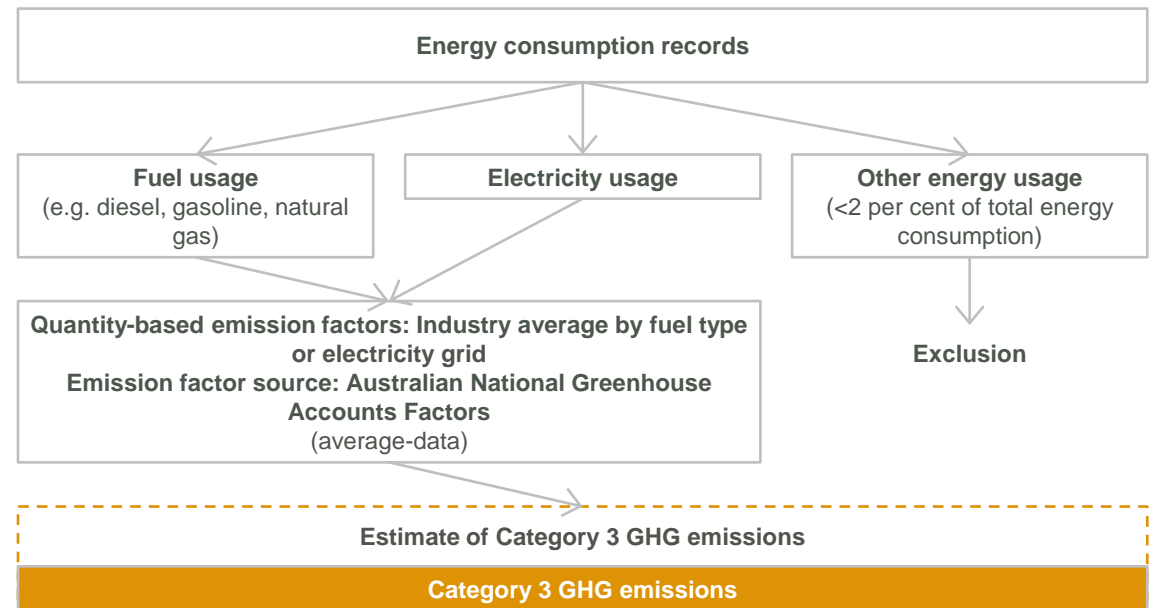 Energy consumption records
Fuel usage
(e.g. diesel, gasoline, natural
gas)
Electricity usage
Other energy usage
(<2 per cent of total energy
consumption)
Quantity-based emission factors: Industry average by fuel type
or electricity grid
Emission factor source: Australian National Greenhouse
Accounts Factors
(average-data)
Exclusion
Estimate of Category 3 GHG emissions
Category 3 GHG emissions